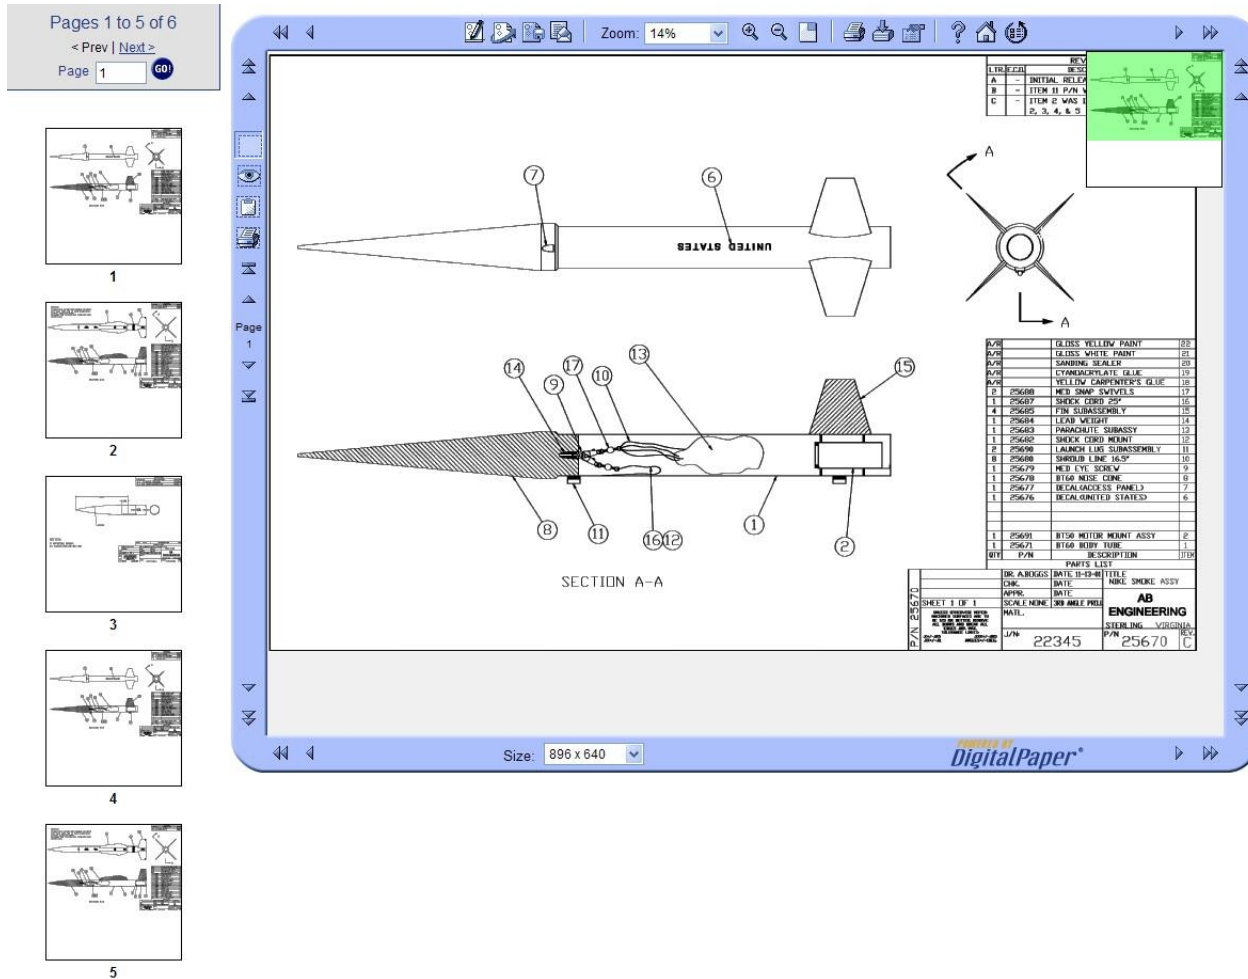 Pages 1 to 5 of 6
< Prev | Next >
Page 1 GO!
1
2
3
4
5
Zoom: 14%
Page
1
REV
LTR E.C.O. DESC
A - INITIAL RELEA
B - ITEM 11 P/N W
C - ITEM 2 WAS I
2, 3, 4, & 5
7
6
UNITED STATES
A
A
14
9
17
10
13
15
8
11
16 12
1
2
SECTION A-A
A/R GLOSS YELLOW PAINT 22
A/R GLOSS WHITE PAINT 21
A/R SANDING SEALER 20
A/R CYANOACRYLATE GLUE 19
A/R YELLOW CARPENTER'S GLUE 18
2 25688 MED SNAP SWIVELS 17
1 25687 SHOCK CORD 25" 16
4 25685 FIN SUBASSEMBLY 15
1 25684 LEAD WEIGHT 14
1 25683 PARACHUTE SUBASSY 13
1 25682 SHOCK CORD MOUNT 12
2 25690 LAUNCH LUG SUBASSEMBLY 11
8 25680 SHROUD LINE 16.5" 10
1 25679 MED EYE SCREW 9
1 25678 BT60 NOSE CONE 8
1 25677 DECAL(ACCESS PANEL) 7
1 25676 DECAL(UNITED STATES) 6
1 25691 BT50 MOTOR MOUNT ASSY 2
1 25671 BT60 BODY TUBE 1
QTY P/N DESCRIPTION ITEM
PARTS LIST
P/N 25670
DR. A.BOGGS DATE 11-13-01 TITLE
NIKE SMOKE ASSY
CHK. DATE
APPR. DATE
SHEET 1 OF 1 SCALE NONE 3RD ANGLE PROJ.
MATL.
AB
ENGINEERING
STERLING VIRGINIA
J/N 22345
P/N 25670
REV. C
Size: 896 x 640
POWERED BY
DigitalPaper